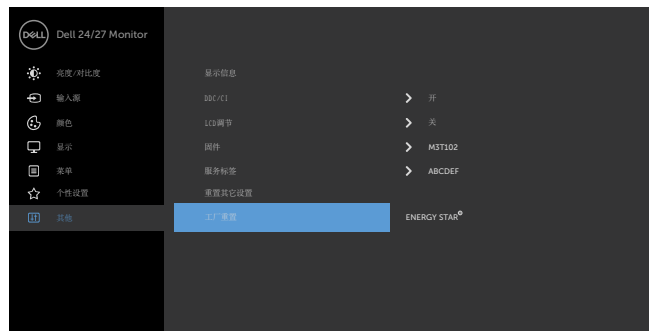 DELL Dell 24/27 Monitor
亮度/对比度
输入源
颜色
显示
菜单
个性设置
其他
显示信息
DDC/CI 开
LCD调节 关
固件 M3T102
服务标签 ABCDEF
重置其它设置
工厂重置 ENERGY STAR®